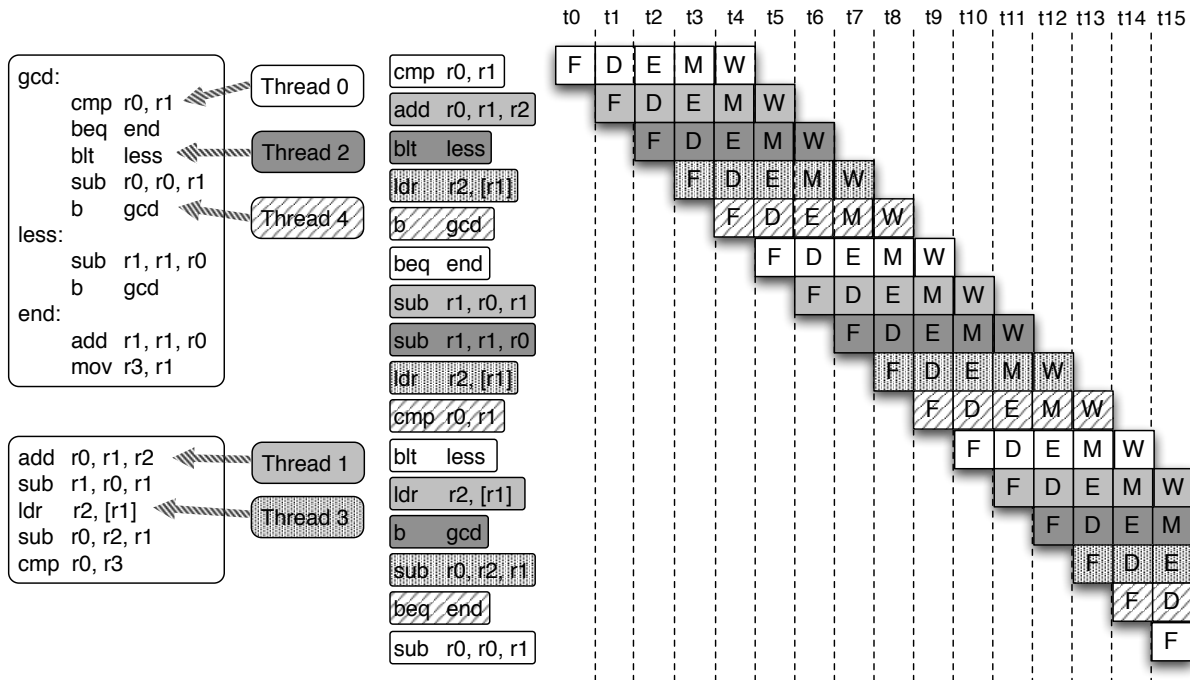 t0 t1 t2 t3 t4 t5 t6 t7 t8 t9 t10 t11 t12 t13 t14 t15
gcd:
cmp r0, r1
beq end
blt less
sub r0, r0, r1
b gcd
less:
sub r1, r1, r0
b gcd
end:
add r1, r1, r0
mov r3, r1
Thread 0
Thread 2
Thread 4
add r0, r1, r2
sub r1, r0, r1
ldr r2, [r1]
sub r0, r2, r1
cmp r0, r3
Thread 1
Thread 3
cmp r0, r1 F D E M W
add r0, r1, r2 F D E M W
blt less F D E M W
ldr r2, [r1] F D E M W
b gcd F D E M W
beq end F D E M W
sub r1, r0, r1 F D E M W
sub r1, r1, r0 F D E M W
ldr r2, [r1] F D E M W
cmp r0, r1 F D E M W
blt less F D E M W
ldr r2, [r1] F D E M W
b gcd F D E M
sub r0, r2, r1 F D E
beq end F D
sub r0, r0, r1 F